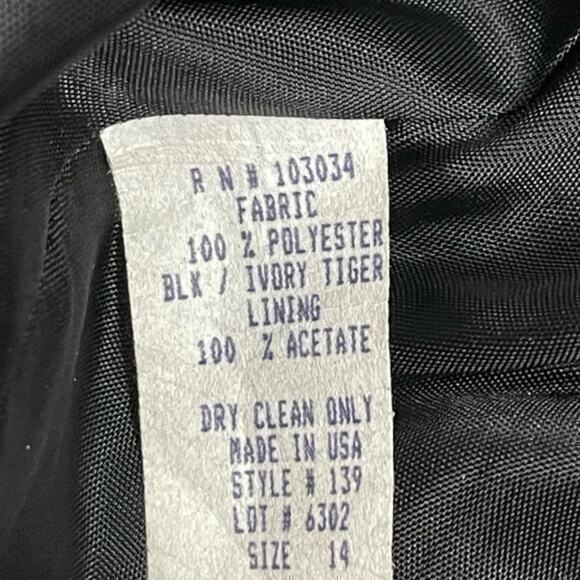 R N # 103034
FABRIC
100 % POLYESTER
BLK / IVORY TIGER
LINING
100 % ACETATE
DRY CLEAN ONLY
MADE IN USA
STYLE # 139
LOT # 6302
SIZE 14